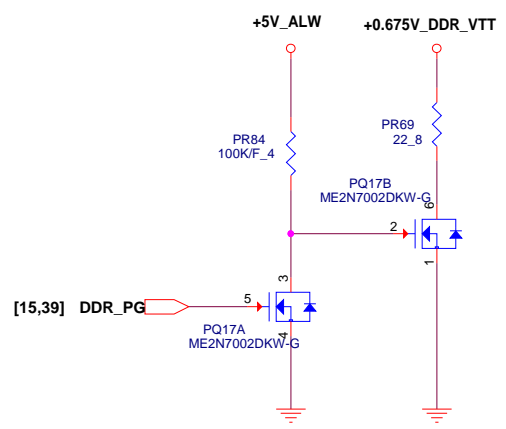 +5V_ALW
+0.675V_DDR_VTT
PR84
100K/F_4
PR69
22_8
PQ17B
ME2N7002DKW-G
6
2
1
3
[15,39] DDR_PG
5
4
PQ17A
ME2N7002DKW-G